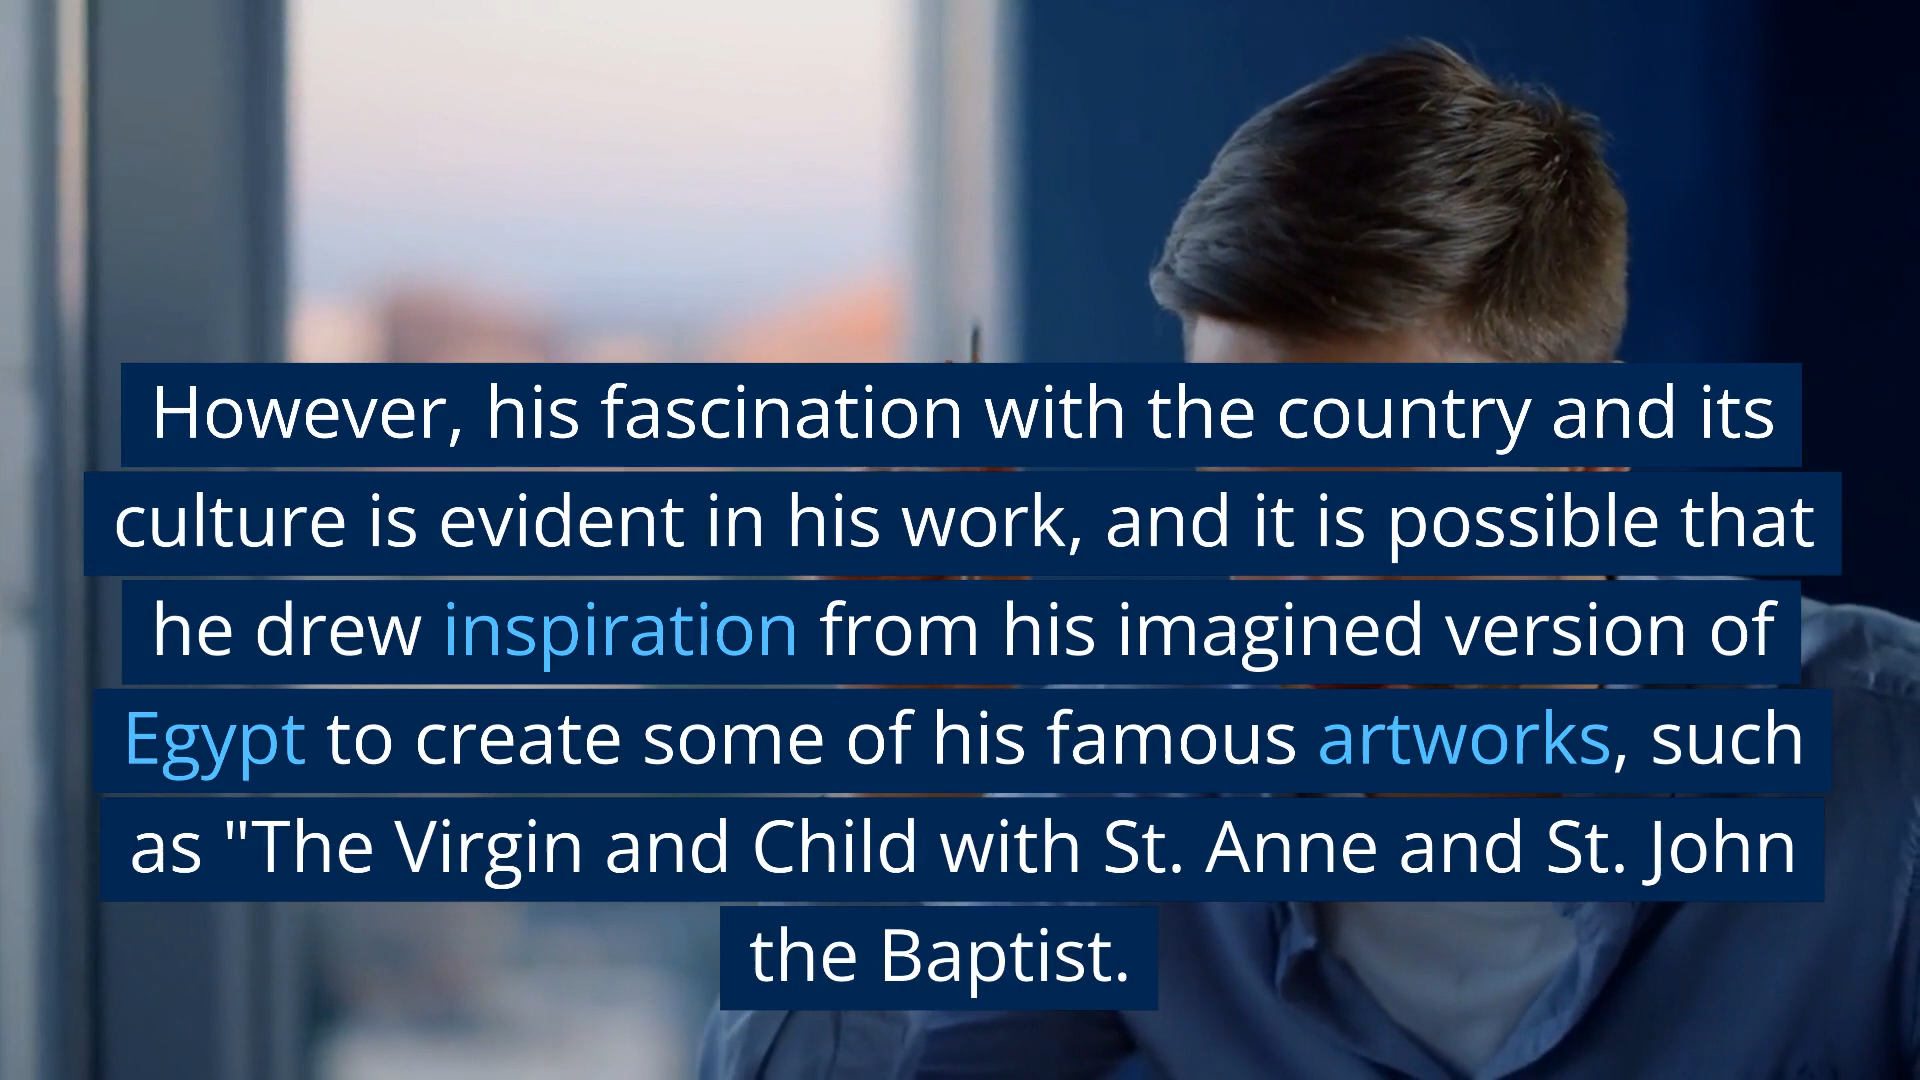 However, his fascination with the country and its
culture is evident in his work, and it is possible that
he drew inspiration from his imagined version of
Egypt to create some of his famous artworks, such
as "The Virgin and Child with St. Anne and St. John
the Baptist.